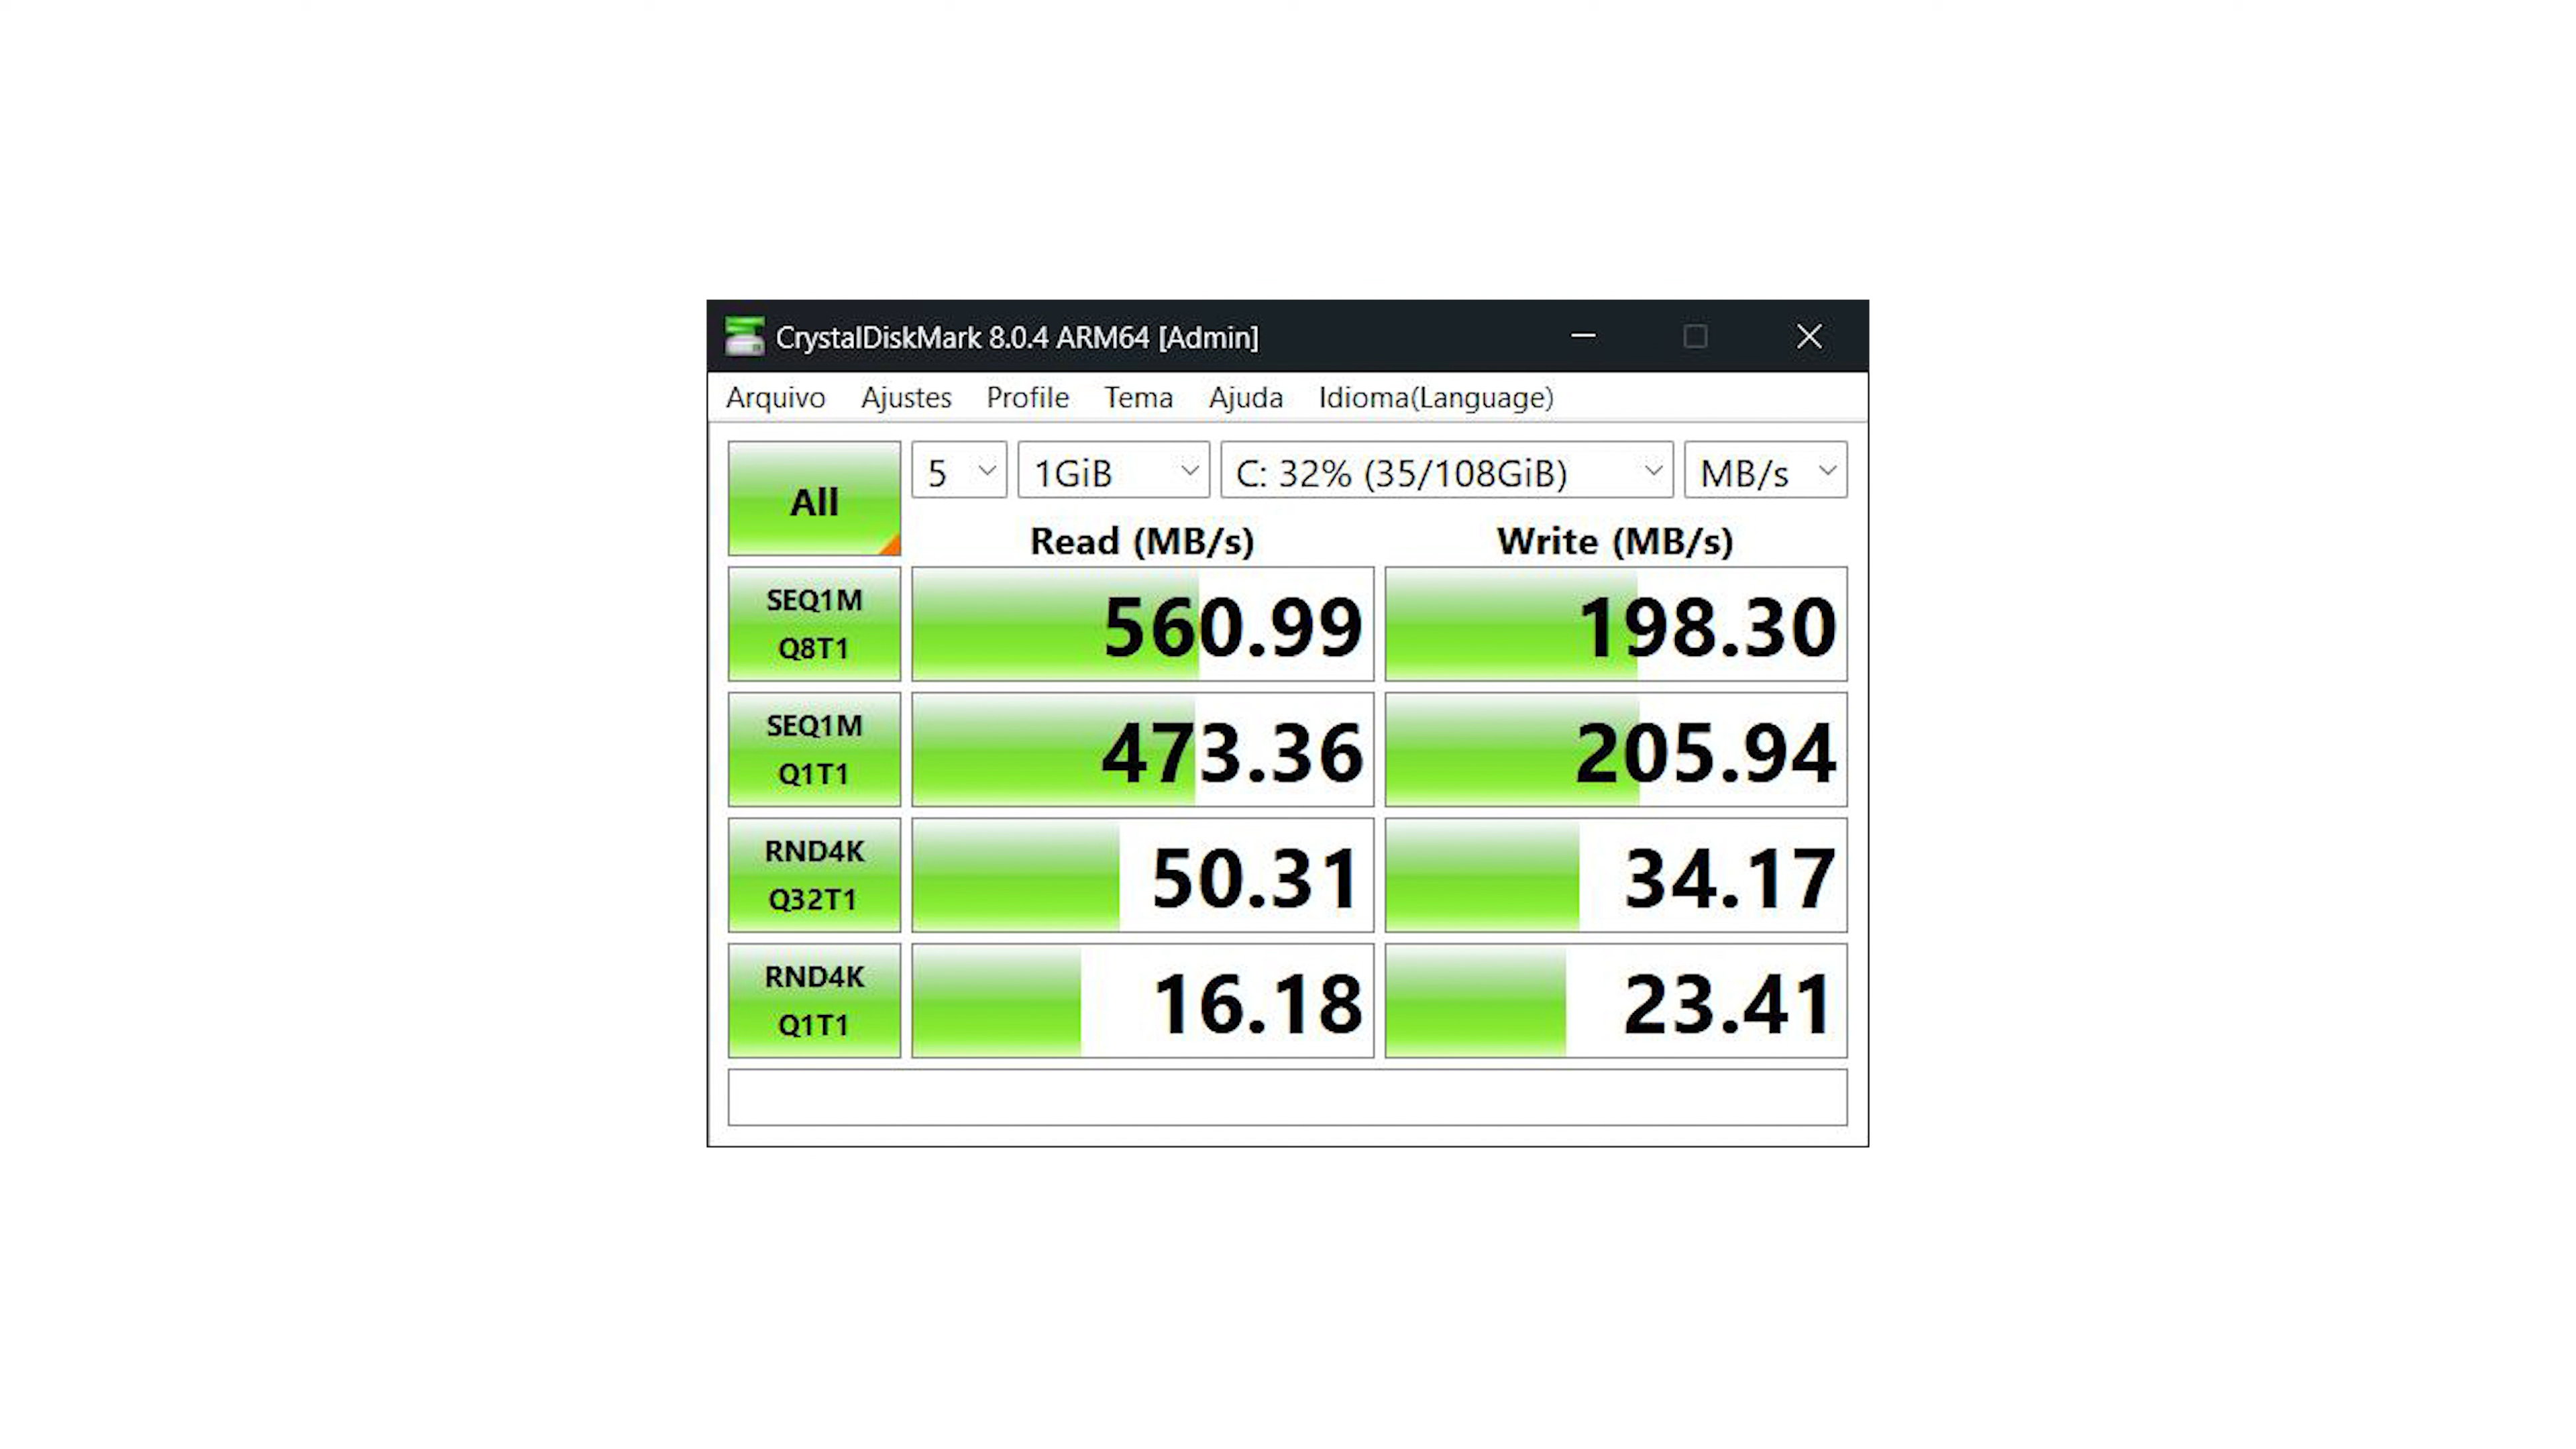 CrystalDiskMark 8.0.4 ARM64 [Admin]
Arquivo Ajustes Profile Tema Ajuda Idioma(Language)
All 5 1GiB C: 32% (35/108GiB) MB/s
Read (MB/s) Write (MB/s)
SEQ1M
Q8T1 560.99 198.30
SEQ1M
Q1T1 473.36 205.94
RND4K
Q32T1 50.31 34.17
RND4K
Q1T1 16.18 23.41